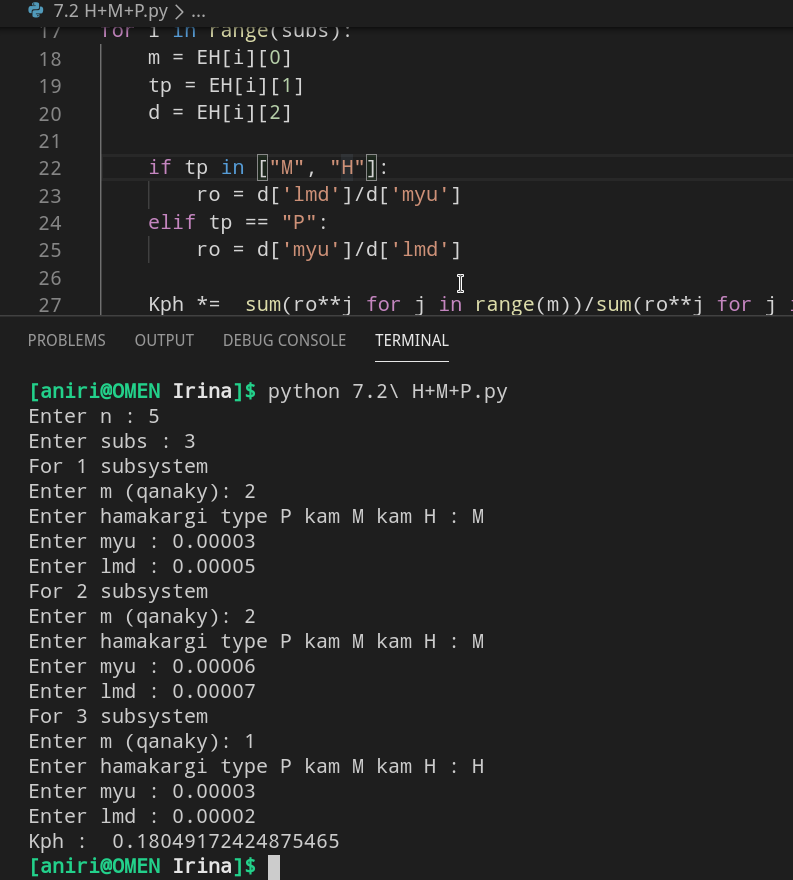 7.2 H+M+P.py > ...
17 for i in range(subs):
18 m = EH[i][0]
19 tp = EH[i][1]
20 d = EH[i][2]
21
22 if tp in ["M", "H"]:
23 ro = d['lmd']/d['myu']
24 elif tp == "P":
25 ro = d['myu']/d['lmd']
26
27 Kph *=  sum(ro**j for j in range(m))/sum(ro**j for j
PROBLEMS OUTPUT DEBUG CONSOLE TERMINAL
[aniri@OMEN Irina]$ python 7.2\ H+M+P.py
Enter n : 5
Enter subs : 3
For 1 subsystem
Enter m (qanaky): 2
Enter hamakargi type P kam M kam H : M
Enter myu : 0.00003
Enter lmd : 0.00005
For 2 subsystem
Enter m (qanaky): 2
Enter hamakargi type P kam M kam H : M
Enter myu : 0.00006
Enter lmd : 0.00007
For 3 subsystem
Enter m (qanaky): 1
Enter hamakargi type P kam M kam H : H
Enter myu : 0.00003
Enter lmd : 0.00002
Kph :  0.18049172424875465
[aniri@OMEN Irina]$